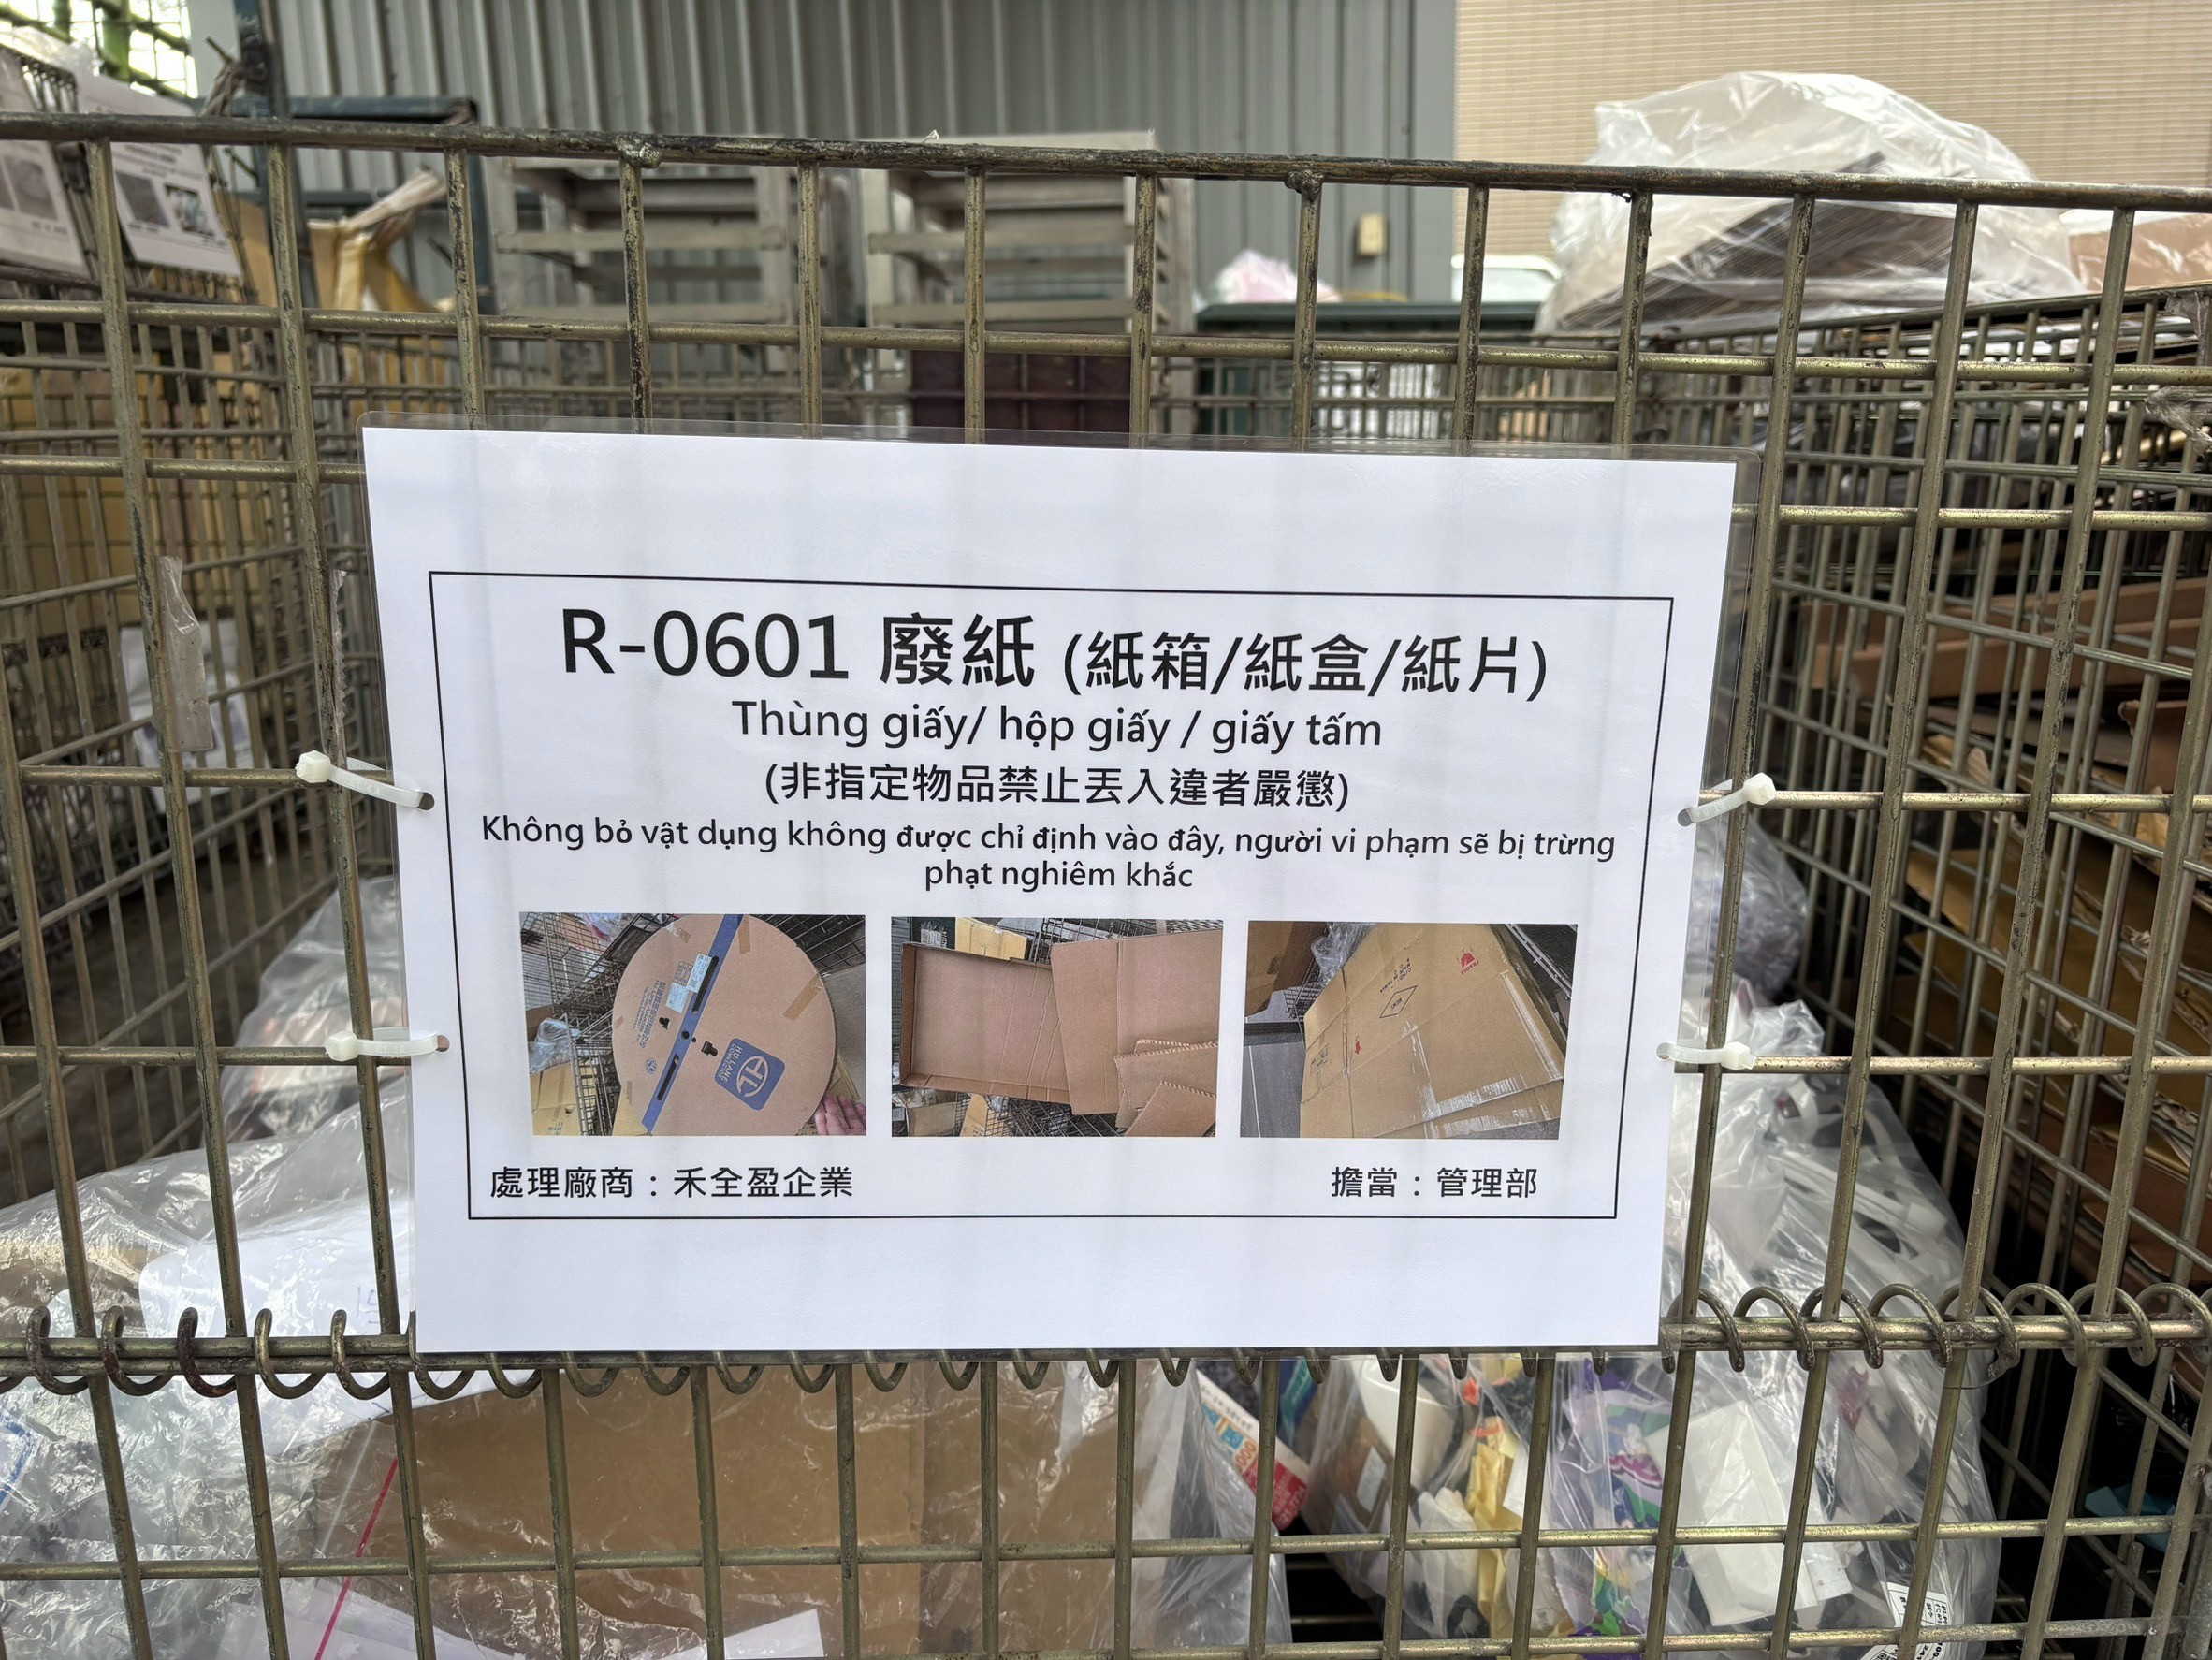 R-0601 廢紙 (紙箱/紙盒/紙片)
Thùng giấy/ hộp giấy / giấy tấm
(非指定物品禁止丟入違者嚴懲)
Không bỏ vật dụng không được chỉ định vào đây, người vi phạm sẽ bị trừng
phạt nghiêm khắc
HU LANE
處理廠商：禾全盈企業
擔當：管理部